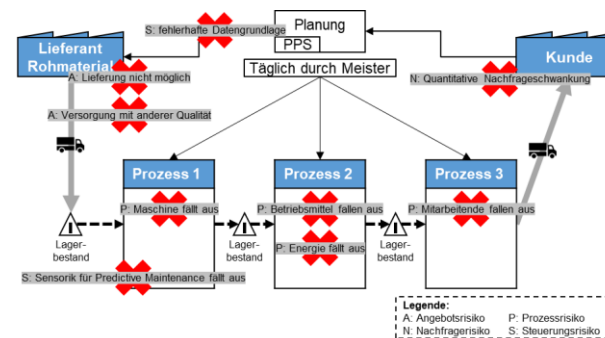 S: fehlerhafte Datengrundlage
Planung
PPS
Täglich durch Meister
Lieferant
Rohmaterial
A: Lieferung nicht möglich
A: Versorgung mit anderer Qualität
Kunde
N: Quantitative Nachfrageschwankung
Prozess 1
Prozess 2
Prozess 3
P: Maschine fällt aus
P: Betriebsmittel fallen aus
P: Mitarbeitende fallen aus
P: Energie fällt aus
Lager-
bestand
Lager-
bestand
Lager-
bestand
S: Sensorik für Predictive Maintenance fällt aus
Legende:
A: Angebotsrisiko P: Prozessrisiko
N: Nachfragerisiko S: Steuerungsrisiko